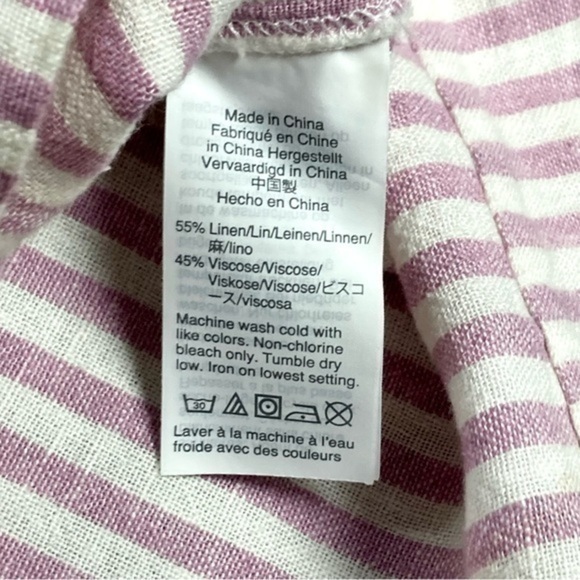 Made in China
Fabriqué en Chine
in China Hergestellt
Vervaardigd in China
中国製
Hecho en China
55% Linen/Lin/Leinen/Linnen/
麻/lino
45% Viscose/Viscose/
Viskose/Viscose/ビスコ
ース/viscosa
Machine wash cold with
like colors. Non-chlorine
bleach only. Tumble dry
low. Iron on lowest setting.
30
Laver à la machine à l'eau
froide avec des couleurs